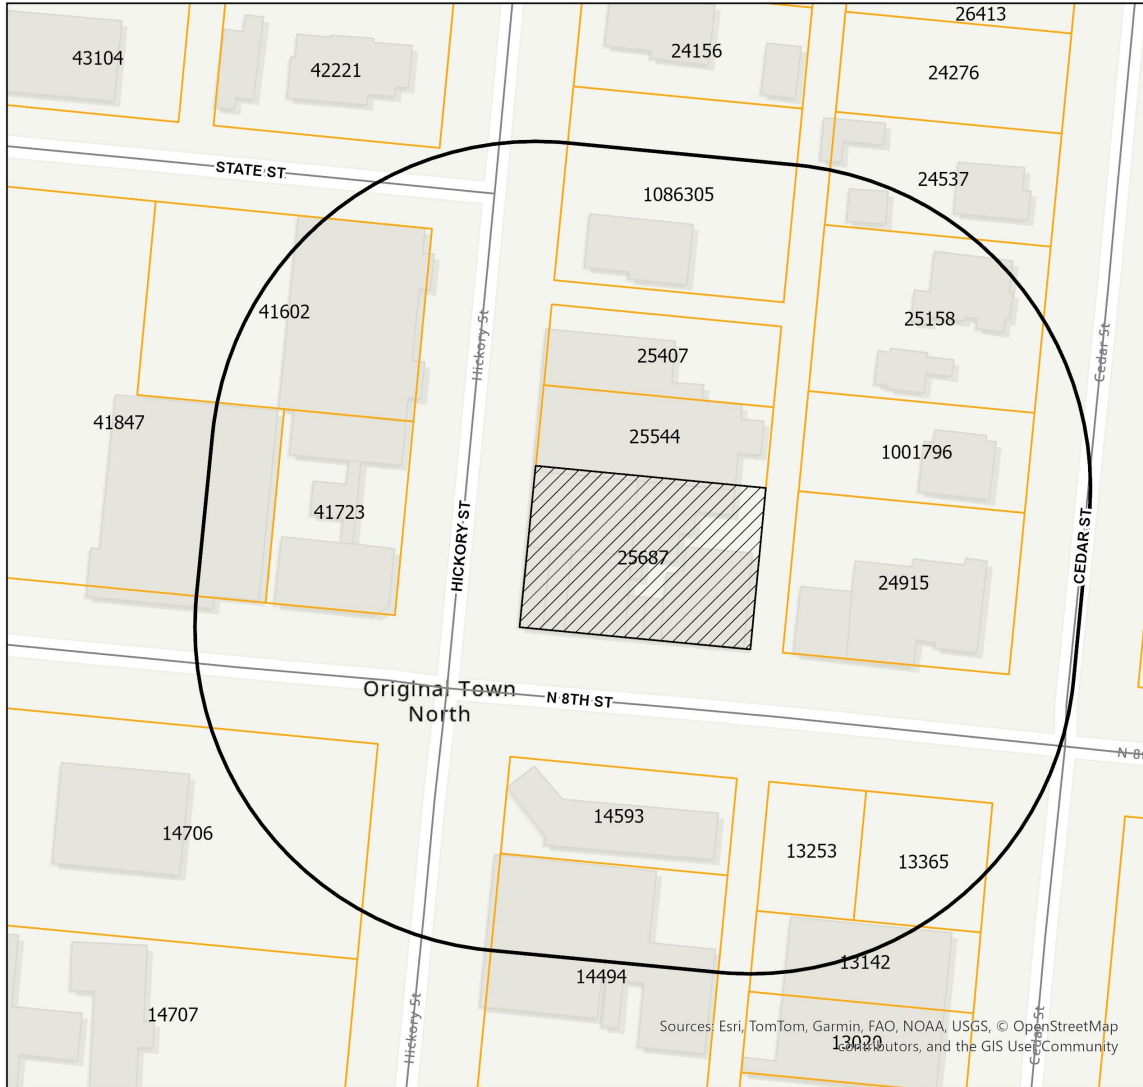 26413
43104
24156
42221
24276
STATE ST
24537
1086305
41602
25158
Hickory St
Cedar St
25407
41847
25544
1001796
41723
HICKORY ST
CEDAR ST
25687
24915
Original Town
North
N 8TH ST
N 8
14593
14706
13253
13365
13142
14494
14707
Hickory St
Cedar St
Sources: Esri, TomTom, Garmin, FAO, NOAA, USGS, © OpenStreetMap
contributors, and the GIS User Community
13020